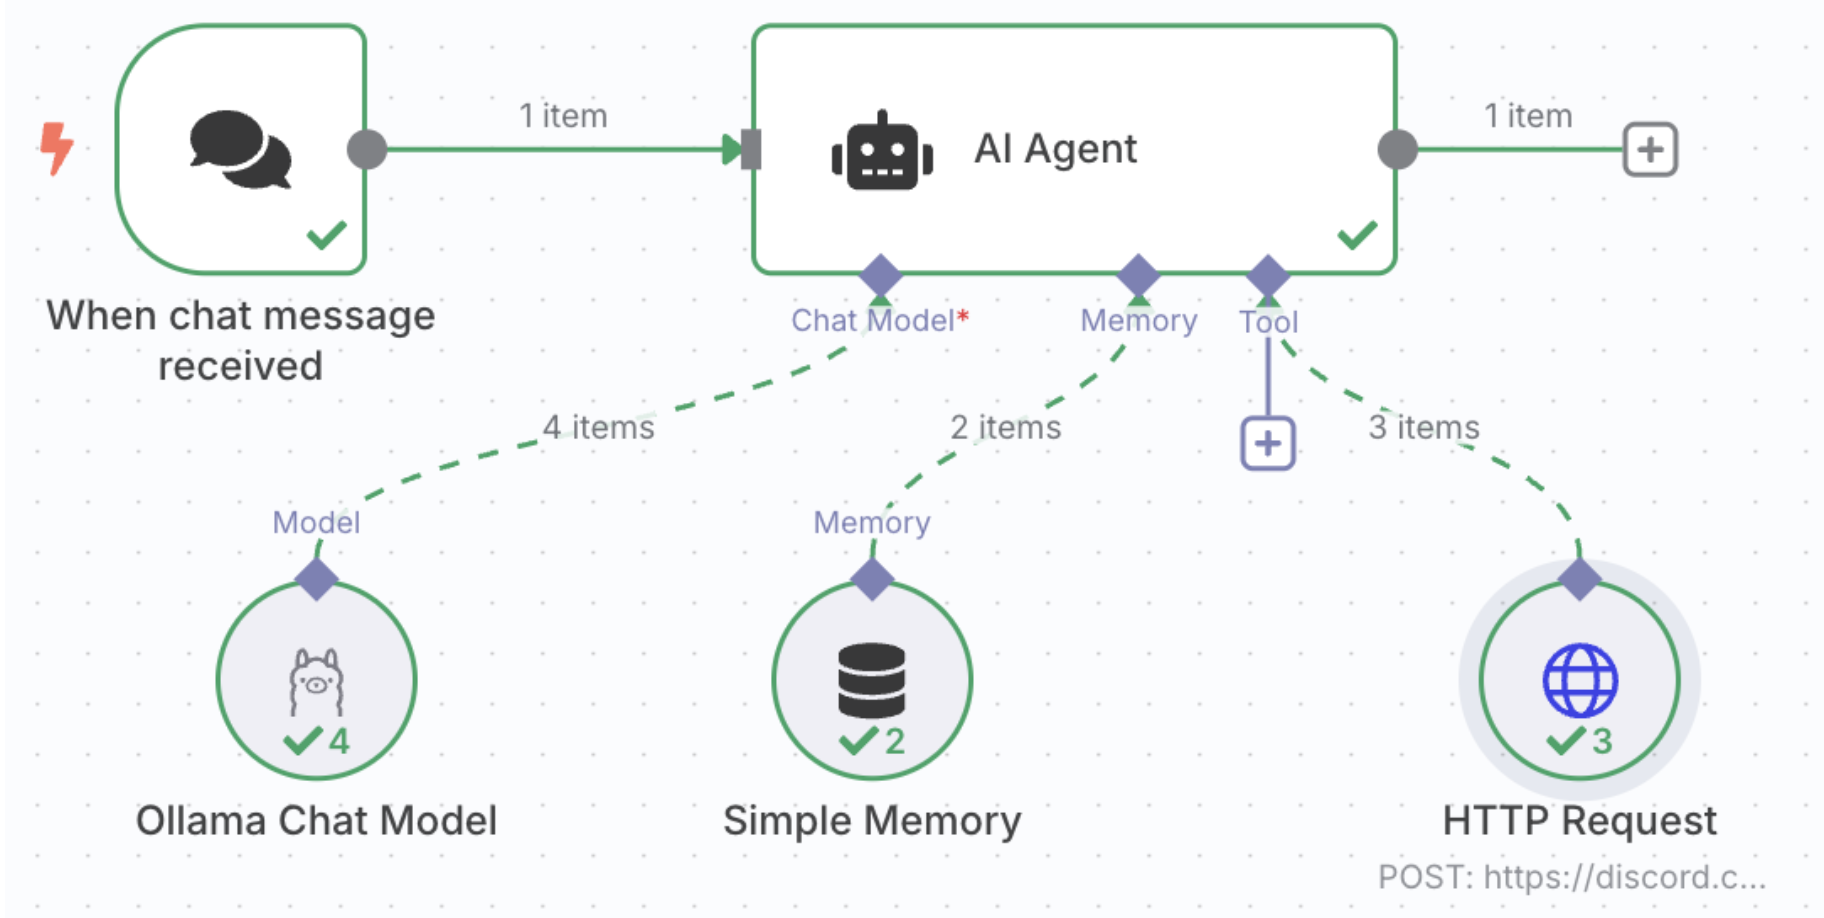 1 item
AI Agent
1 item
When chat message
received
Chat Model*
Memory
Tool
4 items
2 items
3 items
Model
Memory
4
2
3
Ollama Chat Model
Simple Memory
HTTP Request
POST: https://discord.c...